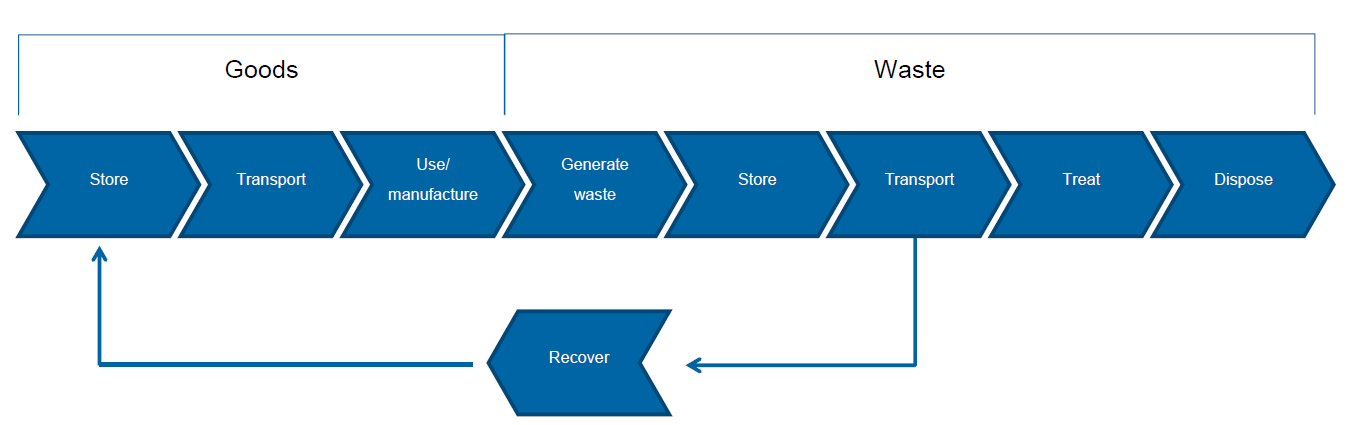 Goods
Waste
Store
Transport
Use/
manufacture
Generate
waste
Store
Transport
Treat
Dispose
Recover